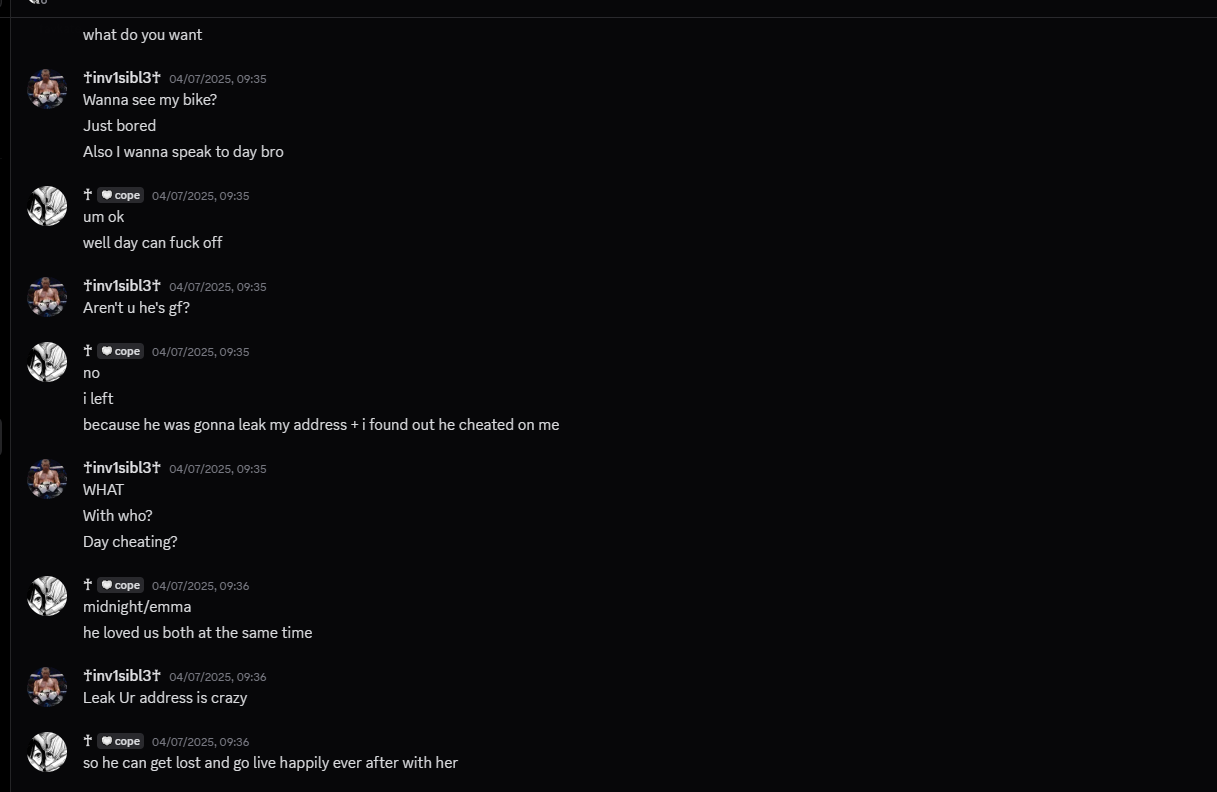 what do you want
✝inv1sibl3✝ 04/07/2025, 09:35
Wanna see my bike?
Just bored
Also I wanna speak to day bro
✝ cope 04/07/2025, 09:35
um ok
well day can fuck off
✝inv1sibl3✝ 04/07/2025, 09:35
Aren't u he's gf?
✝ cope 04/07/2025, 09:35
no
i left
because he was gonna leak my address + i found out he cheated on me
✝inv1sibl3✝ 04/07/2025, 09:35
WHAT
With who?
Day cheating?
✝ cope 04/07/2025, 09:36
midnight/emma
he loved us both at the same time
✝inv1sibl3✝ 04/07/2025, 09:36
Leak Ur address is crazy
✝ cope 04/07/2025, 09:36
so he can get lost and go live happily ever after with her